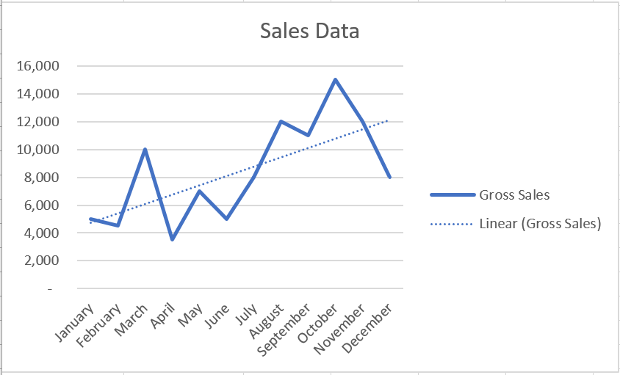 Sales Data
16,000
14,000
12,000
10,000
8,000
6,000
4,000
2,000
-
January
February
March
April
May
June
July
August
September
October
November
December
Gross Sales
Linear (Gross Sales)